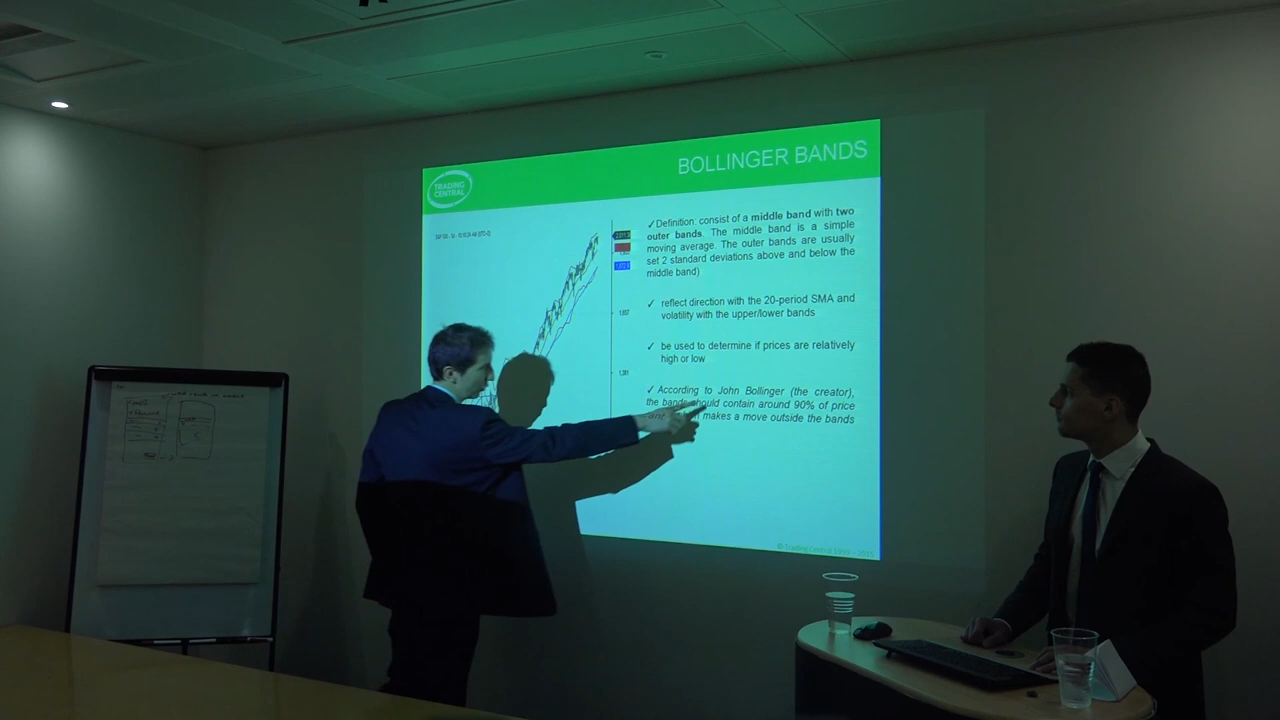 BOLLINGER BANDS
TRADING
CENTRAL
✓Definition: consist of a middle band with two
outer bands. The middle band is a simple
moving average. The outer bands are usually
set 2 standard deviations above and below the
middle band)
✓ reflect direction with the 20-period SMA and
volatility with the upper/lower bands
✓ be used to determine if prices are relatively
high or low
✓ According to John Bollinger (the creator),
the bands should contain around 90% of price
makes a move outside the bands
© Trading Central 1999 - 2015